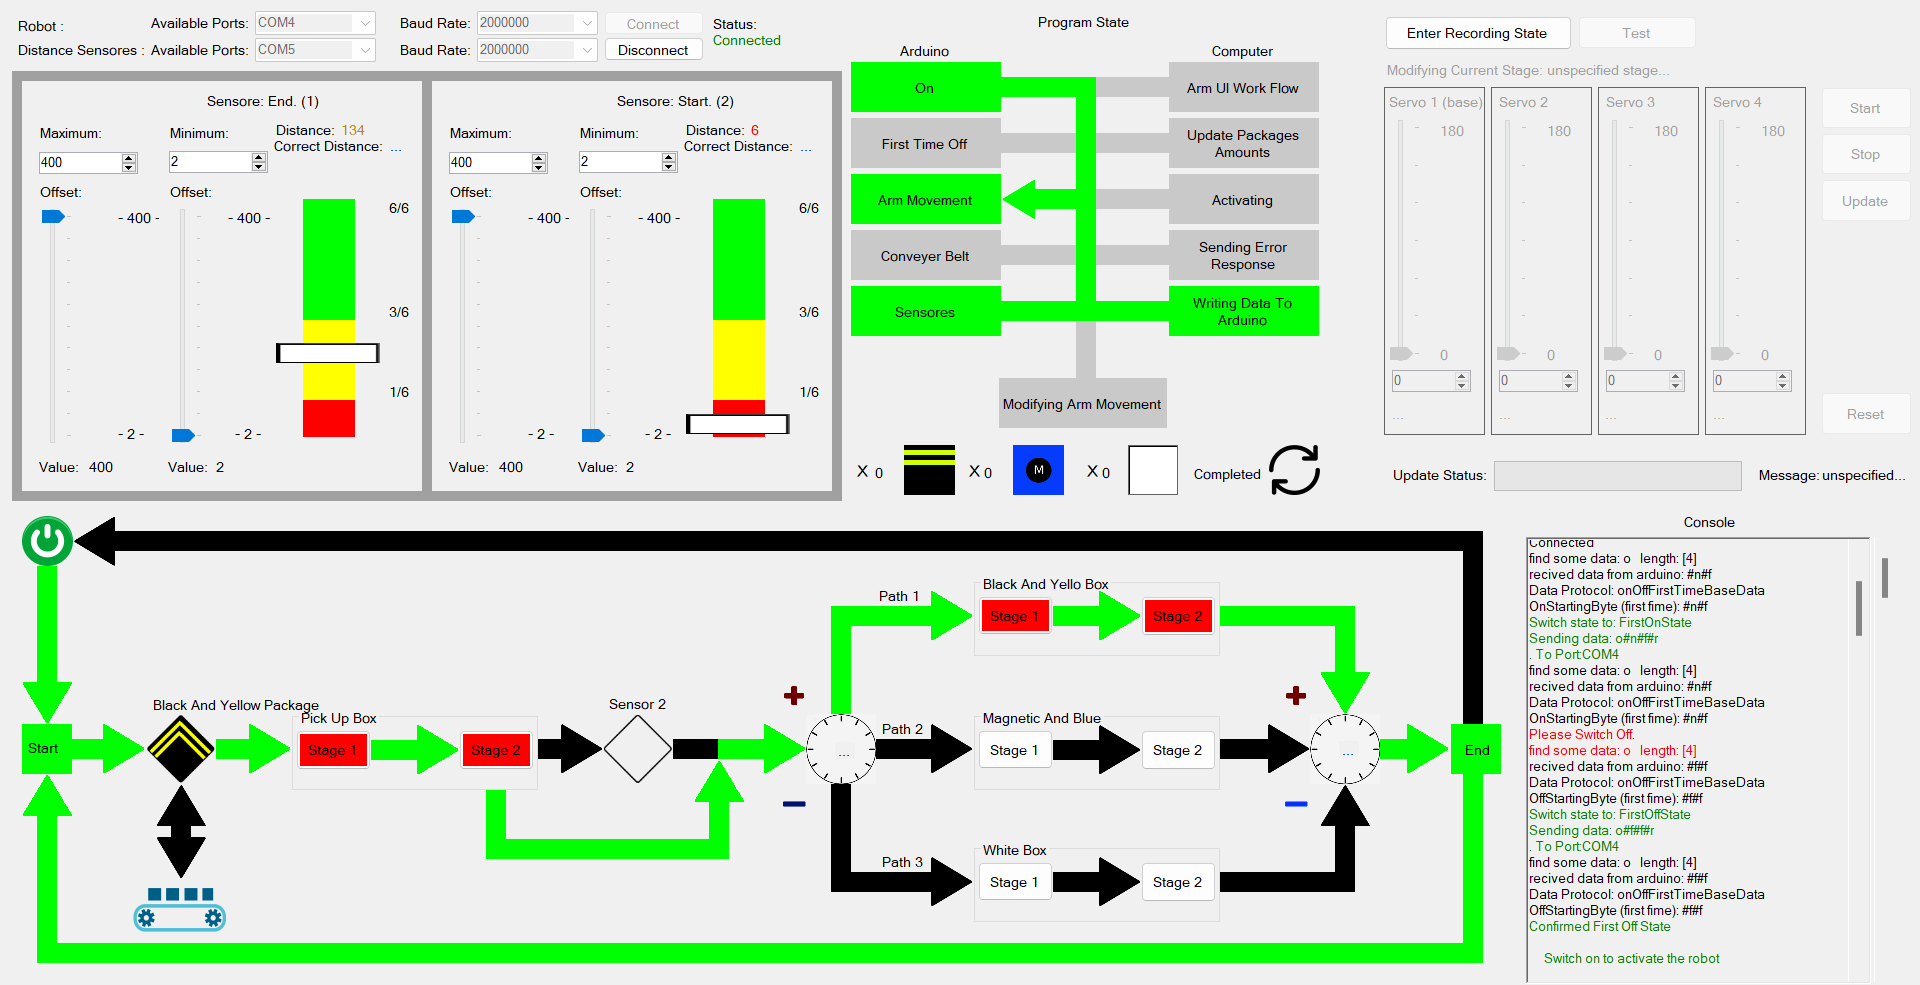 Robot :
Available Ports:
COM4
Baud Rate:
2000000
Connect
Status:
Connected
Distance Sensores :
Available Ports:
COM5
Baud Rate:
2000000
Disconnect
Sensore: End. (1)
Maximum:
Minimum:
Distance: 134
Correct Distance: ...
400
2
Offset:
Offset:
- 400 -
- 400 -
6/6
3/6
1/6
- 2 -
- 2 -
Value: 400
Value: 2
Sensore: Start. (2)
Maximum:
Minimum:
Distance: 6
Correct Distance: ...
400
2
Offset:
Offset:
- 400 -
- 400 -
6/6
3/6
1/6
- 2 -
- 2 -
Value: 400
Value: 2
Program State
Arduino
Computer
On
Arm UI Work Flow
First Time Off
Update Packages
Amounts
Arm Movement
Activating
Conveyer Belt
Sending Error
Response
Sensores
Writing Data To
Arduino
Modifying Arm Movement
X 0
X 0
M
X 0
Completed
Enter Recording State
Test
Modifying Current Stage: unspecified stage...
Servo 1 (base)
Servo 2
Servo 3
Servo 4
180
180
180
180
0
0
0
0
0
0
0
0
...
...
...
...
Start
Stop
Update
Reset
Update Status:
Message: unspecified...
Start
Black And Yellow Package
Pick Up Box
Stage 1
Stage 2
Sensor 2
...
Path 1
Black And Yello Box
Stage 1
Stage 2
Path 2
Magnetic And Blue
Stage 1
Stage 2
Path 3
White Box
Stage 1
Stage 2
...
End
Console
Connected
find some data: o length: [4]
recived data from arduino: #n#f
Data Protocol: onOffFirstTimeBaseData
OnStartingByte (first fime): #n#f
Switch state to: FirstOnState
Sending data: o#n#f#r
. To Port:COM4
find some data: o length: [4]
recived data from arduino: #n#f
Data Protocol: onOffFirstTimeBaseData
OnStartingByte (first fime): #n#f
Please Switch Off.
find some data: o length: [4]
recived data from arduino: #f#f
Data Protocol: onOffFirstTimeBaseData
OffStartingByte (first fime): #f#f
Switch state to: FirstOffState
Sending data: o#f#f#r
. To Port:COM4
find some data: o length: [4]
recived data from arduino: #f#f
Data Protocol: onOffFirstTimeBaseData
OffStartingByte (first fime): #f#f
Confirmed First Off State
Switch on to activate the robot